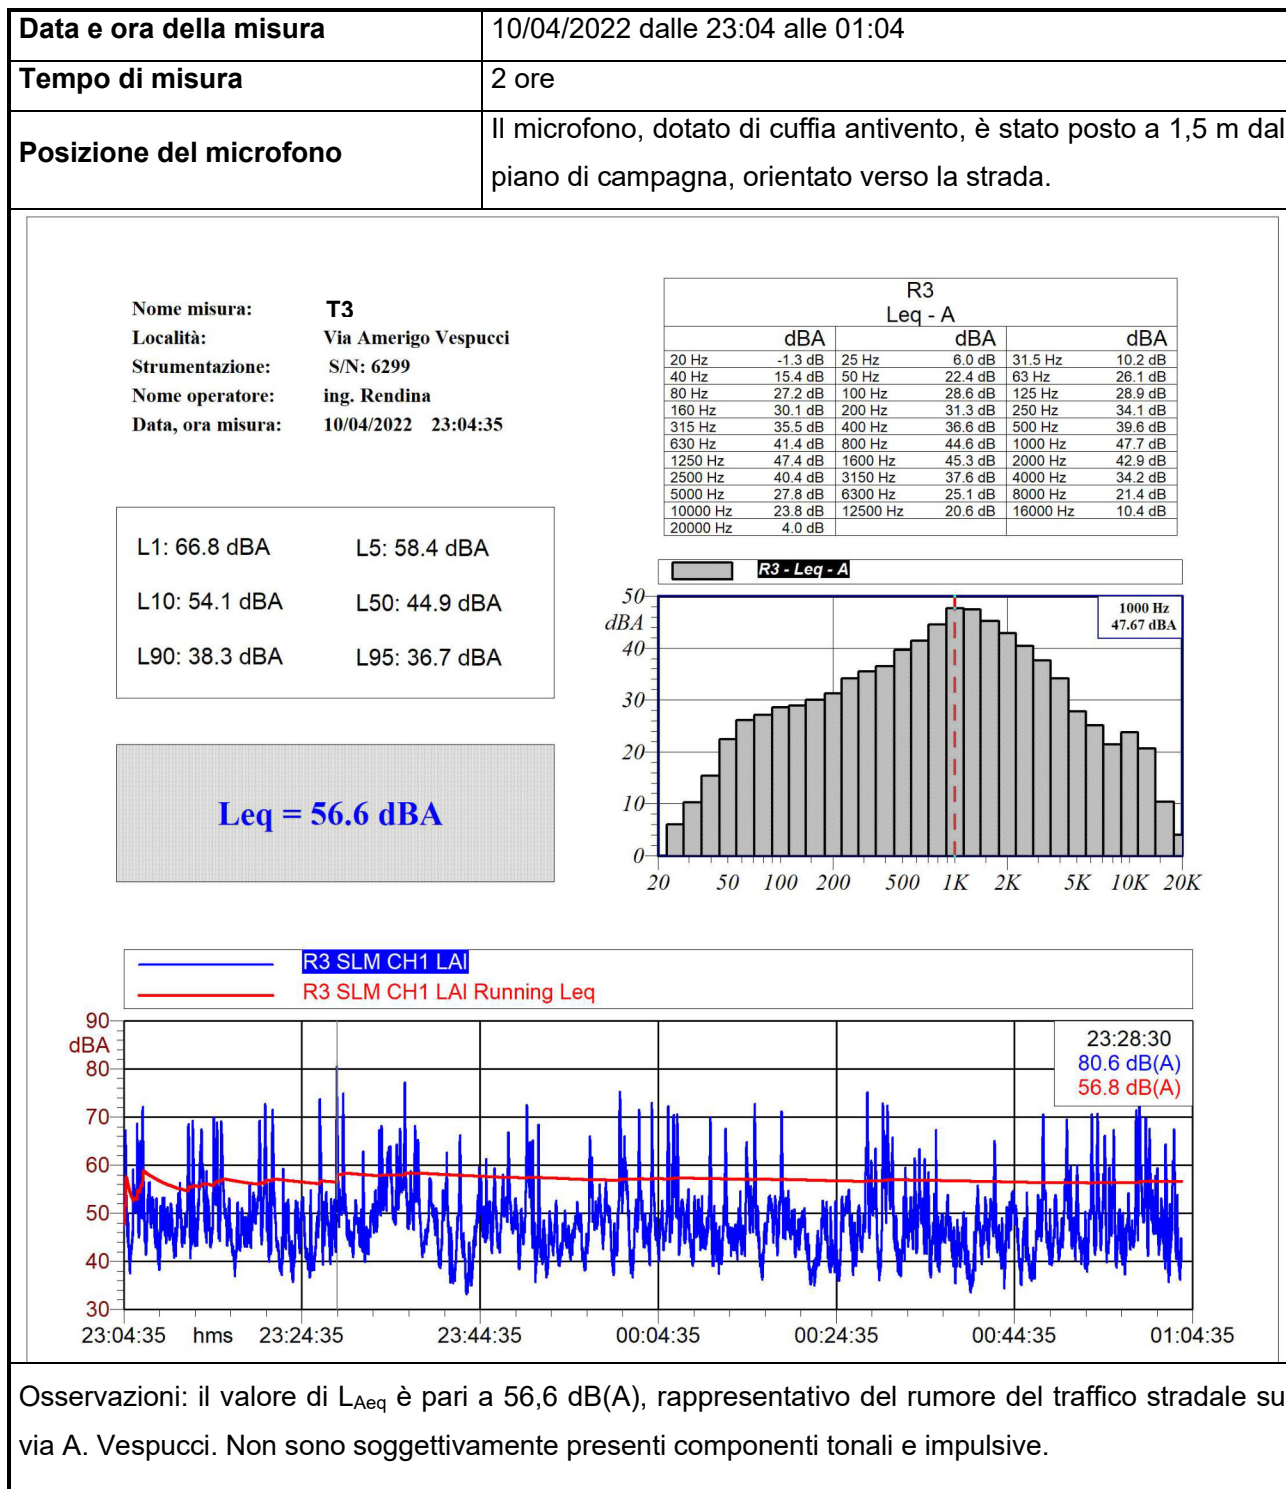 Data e ora della misura 10/04/2022 dalle 23:04 alle 01:04
Tempo di misura 2 ore
Posizione del microfono Il microfono, dotato di cuffia antivento, è stato posto a 1,5 m dal
piano di campagna, orientato verso la strada.
Nome misura: T3
Località: Via Amerigo Vespucci
Strumentazione: S/N: 6299
Nome operatore: ing. Rendina
Data, ora misura: 10/04/2022 23:04:35
R3
Leq - A
dBA dBA dBA
20 Hz -1.3 dB 25 Hz 6.0 dB 31.5 Hz 10.2 dB
40 Hz 15.4 dB 50 Hz 22.4 dB 63 Hz 26.1 dB
80 Hz 27.2 dB 100 Hz 28.6 dB 125 Hz 28.9 dB
160 Hz 30.1 dB 200 Hz 31.3 dB 250 Hz 34.1 dB
315 Hz 35.5 dB 400 Hz 36.6 dB 500 Hz 39.6 dB
630 Hz 41.4 dB 800 Hz 44.6 dB 1000 Hz 47.7 dB
1250 Hz 47.4 dB 1600 Hz 45.3 dB 2000 Hz 42.9 dB
2500 Hz 40.4 dB 3150 Hz 37.6 dB 4000 Hz 34.2 dB
5000 Hz 27.8 dB 6300 Hz 25.1 dB 8000 Hz 21.4 dB
10000 Hz 23.8 dB 12500 Hz 20.6 dB 16000 Hz 10.4 dB
20000 Hz 4.0 dB
L1: 66.8 dBA L5: 58.4 dBA
L10: 54.1 dBA L50: 44.9 dBA
L90: 38.3 dBA L95: 36.7 dBA
Leq = 56.6 dBA
R3 - Leq - A
50
dBA
40
30
20
10
0
1000 Hz
47.67 dBA
20 50 100 200 500 1K 2K 5K 10K 20K
R3 SLM CH1 LAI
R3 SLM CH1 LAI Running Leq
90
dBA
80
70
60
50
40
30
23:28:30
80.6 dB(A)
56.8 dB(A)
23:04:35 hms 23:24:35 23:44:35 00:04:35 00:24:35 00:44:35 01:04:35
Osservazioni: il valore di LAeq è pari a 56,6 dB(A), rappresentativo del rumore del traffico stradale su
via A. Vespucci. Non sono soggettivamente presenti componenti tonali e impulsive.